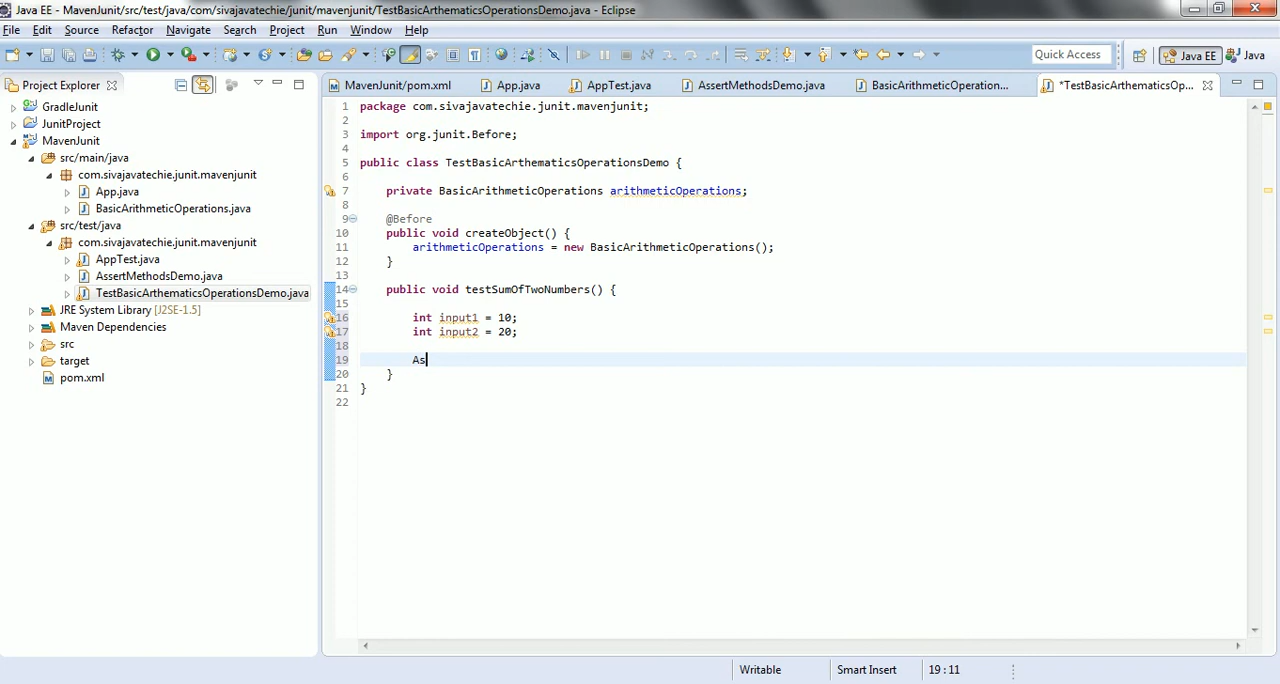 Java EE - MavenJunit/src/test/java/com/sivajavatechie/junit/mavenjunit/TestBasicArthematicsOperationsDemo.java - Eclipse
File Edit Source Refactor Navigate Search Project Run Window Help
Quick Access Java EE Java
Project Explorer
GradleJunit
JunitProject
MavenJunit
src/main/java
com.sivajavatechie.junit.mavenjunit
App.java
BasicArithmeticOperations.java
src/test/java
com.sivajavatechie.junit.mavenjunit
AppTest.java
AssertMethodsDemo.java
TestBasicArthematicsOperationsDemo.java
JRE System Library [J2SE-1.5]
Maven Dependencies
src
target
pom.xml
MavenJunit/pom.xml App.java AppTest.java AssertMethodsDemo.java BasicArithmeticOperation... *TestBasicArthematicsOp...
1 package com.sivajavatechie.junit.mavenjunit;
2
3 import org.junit.Before;
4
5 public class TestBasicArthematicsOperationsDemo {
6
7 private BasicArithmeticOperations arithmeticOperations;
8
9 @Before
10 public void createObject() {
11 arithmeticOperations = new BasicArithmeticOperations();
12 }
13
14 public void testSumOfTwoNumbers() {
15
16 int input1 = 10;
17 int input2 = 20;
18
19 As
20 }
21 }
22
Writable Smart Insert 19 : 11